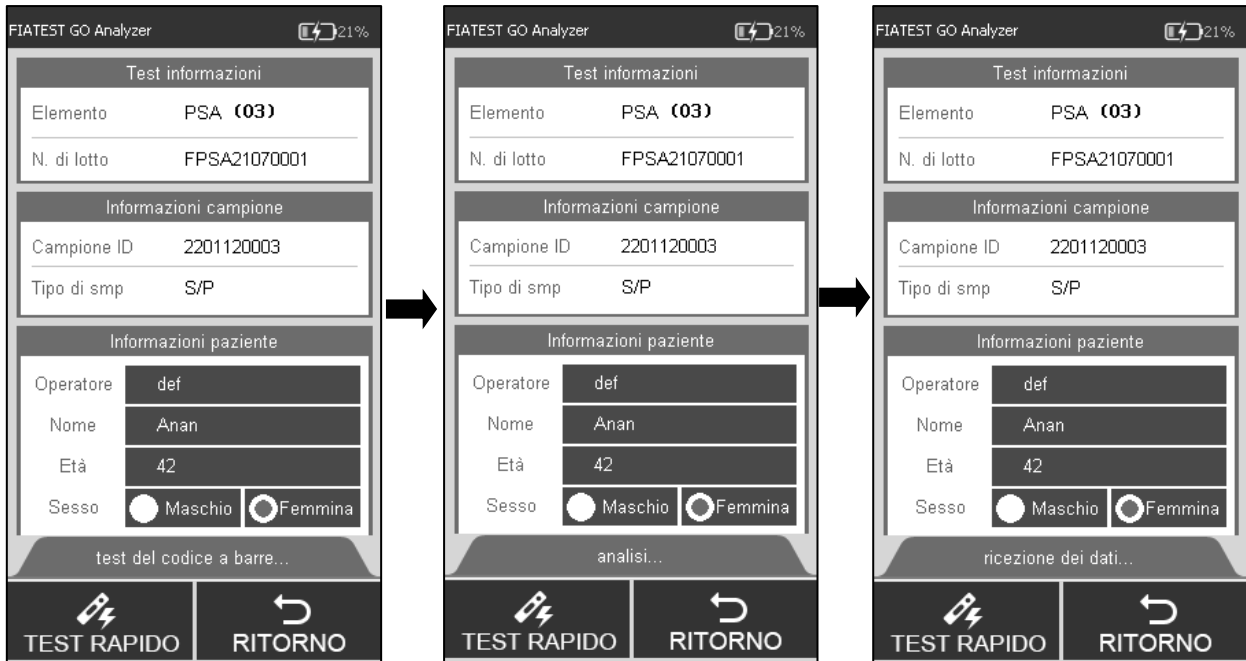 FIATEST GO Analyzer 21%
Test informazioni
Elemento PSA (03)
N. di lotto FPSA21070001
Informazioni campione
Campione ID 2201120003
Tipo di smp S/P
Informazioni paziente
Operatore def
Nome Anan
Età 42
Sesso Maschio Femmina
test del codice a barre...
TEST RAPIDO RITORNO
FIATEST GO Analyzer 21%
Test informazioni
Elemento PSA (03)
N. di lotto FPSA21070001
Informazioni campione
Campione ID 2201120003
Tipo di smp S/P
Informazioni paziente
Operatore def
Nome Anan
Età 42
Sesso Maschio Femmina
analisi...
TEST RAPIDO RITORNO
FIATEST GO Analyzer 21%
Test informazioni
Elemento PSA (03)
N. di lotto FPSA21070001
Informazioni campione
Campione ID 2201120003
Tipo di smp S/P
Informazioni paziente
Operatore def
Nome Anan
Età 42
Sesso Maschio Femmina
ricezione dei dati...
TEST RAPIDO RITORNO